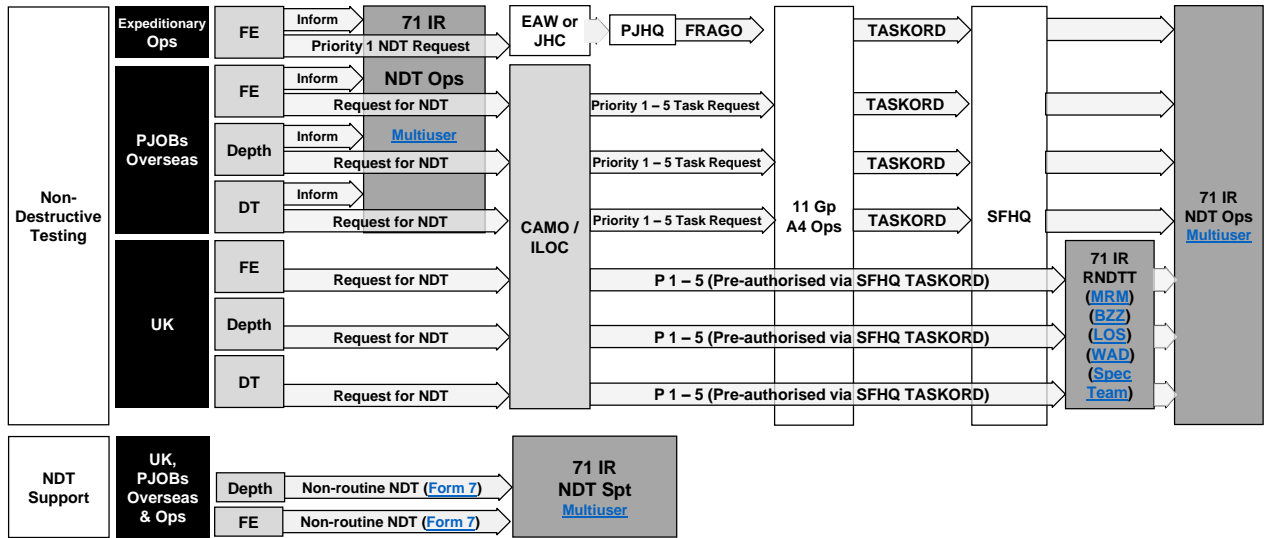 Non-
Destructive
Testing
Expeditionary
Ops
FE
Inform
Priority 1 NDT Request
71 IR
NDT Ops
Multiuser
EAW or
JHC
PJHQ
FRAGO
TASKORD
PJOBs
Overseas
FE
Inform
Request for NDT
Priority 1 – 5 Task Request
TASKORD
Depth
Inform
Request for NDT
Priority 1 – 5 Task Request
TASKORD
DT
Inform
Request for NDT
Priority 1 – 5 Task Request
TASKORD
CAMO /
ILOC
11 Gp
A4 Ops
SFHQ
71 IR
NDT Ops
Multiuser
UK
FE
Request for NDT
P 1 – 5 (Pre-authorised via SFHQ TASKORD)
Depth
Request for NDT
P 1 – 5 (Pre-authorised via SFHQ TASKORD)
DT
Request for NDT
P 1 – 5 (Pre-authorised via SFHQ TASKORD)
71 IR
RNDTT
(MRM)
(BZZ)
(LOS)
(WAD)
(Spec
Team)
NDT
Support
UK,
PJOBs
Overseas
& Ops
Depth
Non-routine NDT (Form 7)
FE
Non-routine NDT (Form 7)
71 IR
NDT Spt
Multiuser